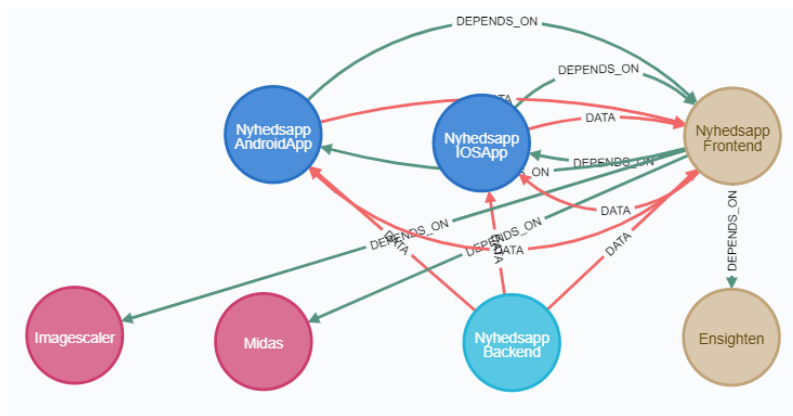 DEPENDS_ON
DEPENDS_ON
DATA
Nyhedsapp
AndroidApp
Nyhedsapp
IOSApp
Nyhedsapp
Frontend
DEPENDS_ON
DATA
DEPENDS_ON
DEPENDS_ON
DATA
DATA
DATA
DATA
DEPENDS_ON
Imagescaler
Midas
Nyhedsapp
Backend
Ensighten